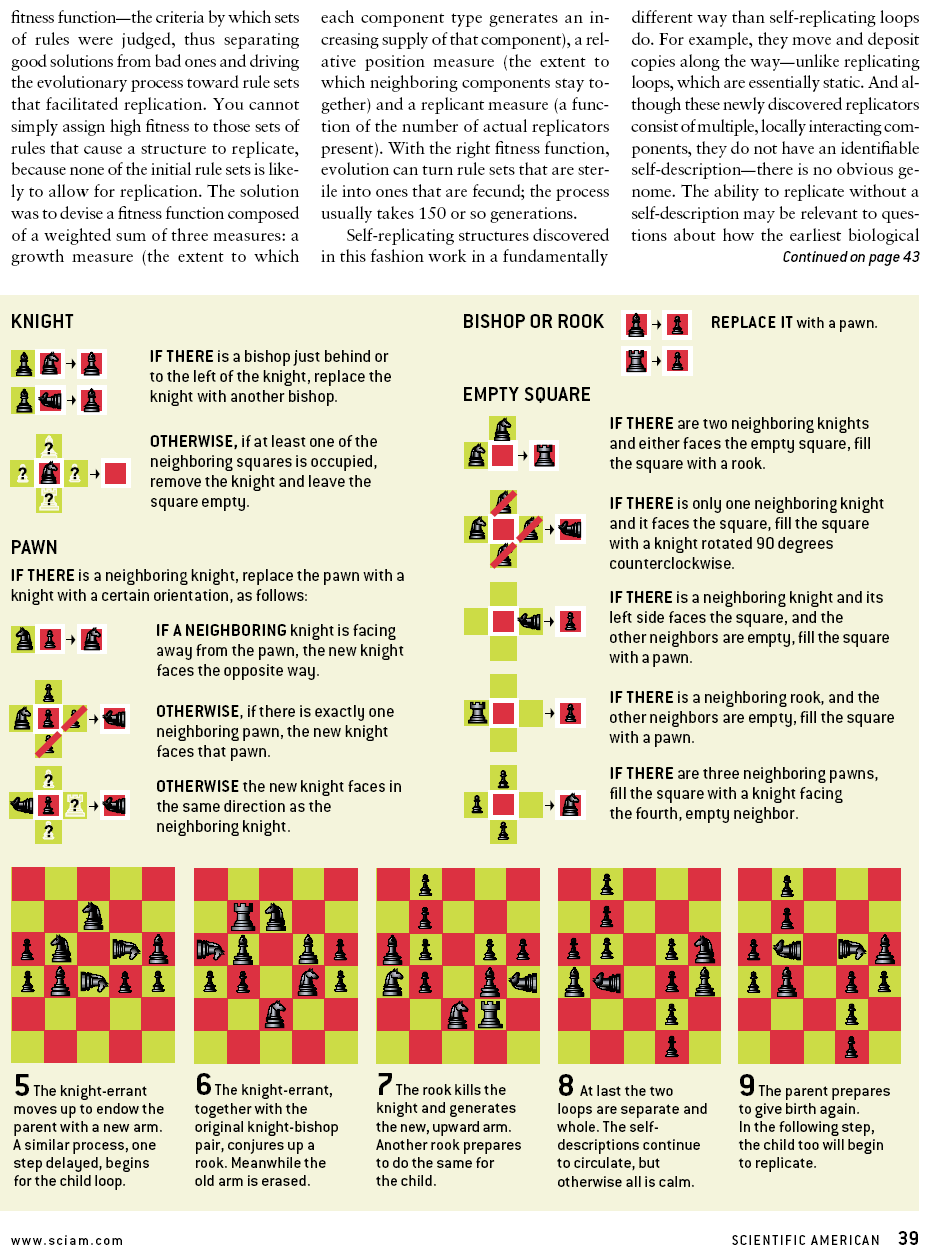 fitness function—the criteria by which sets
of rules were judged, thus separating
good solutions from bad ones and driving
the evolutionary process toward rule sets
that facilitated replication. You cannot
simply assign high fitness to those sets of
rules that cause a structure to replicate,
because none of the initial rule sets is like-
ly to allow for replication. The solution
was to devise a fitness function composed
of a weighted sum of three measures: a
growth measure (the extent to which
each component type generates an in-
creasing supply of that component), a rel-
ative position measure (the extent to
which neighboring components stay to-
gether) and a replicant measure (a func-
tion of the number of actual replicators
present). With the right fitness function,
evolution can turn rule sets that are ster-
ile into ones that are fecund; the process
usually takes 150 or so generations.
Self-replicating structures discovered
in this fashion work in a fundamentally
different way than self-replicating loops
do. For example, they move and deposit
copies along the way—unlike replicating
loops, which are essentially static. And al-
though these newly discovered replicators
consist of multiple, locally interacting com-
ponents, they do not have an identifiable
self-description—there is no obvious ge-
nome. The ability to replicate without a
self-description may be relevant to ques-
tions about how the earliest biological
Continued on page 43
KNIGHT
IF THERE is a bishop just behind or
to the left of the knight, replace the
knight with another bishop.
? ? ? ?
OTHERWISE, if at least one of the
neighboring squares is occupied,
remove the knight and leave the
square empty.
PAWN
IF THERE is a neighboring knight, replace the pawn with a
knight with a certain orientation, as follows:
IF A NEIGHBORING knight is facing
away from the pawn, the new knight
faces the opposite way.
OTHERWISE, if there is exactly one
neighboring pawn, the new knight
faces that pawn.
? ? ?
OTHERWISE the new knight faces in
the same direction as the
neighboring knight.
BISHOP OR ROOK
REPLACE IT with a pawn.
EMPTY SQUARE
IF THERE are two neighboring knights
and either faces the empty square, fill
the square with a rook.
IF THERE is only one neighboring knight
and it faces the square, fill the square
with a knight rotated 90 degrees
counterclockwise.
IF THERE is a neighboring knight and its
left side faces the square, and the
other neighbors are empty, fill the square
with a pawn.
IF THERE is a neighboring rook, and the
other neighbors are empty, fill the square
with a pawn.
IF THERE are three neighboring pawns,
fill the square with a knight facing
the fourth, empty neighbor.
5 The knight-errant
moves up to endow the
parent with a new arm.
A similar process, one
step delayed, begins
for the child loop.
6 The knight-errant,
together with the
original knight-bishop
pair, conjures up a
rook. Meanwhile the
old arm is erased.
7 The rook kills the
knight and generates
the new, upward arm.
Another rook prepares
to do the same for
the child.
8 At last the two
loops are separate and
whole. The self-
descriptions continue
to circulate, but
otherwise all is calm.
9 The parent prepares
to give birth again.
In the following step,
the child too will begin
to replicate.
www.sciam.com
SCIENTIFIC AMERICAN 39